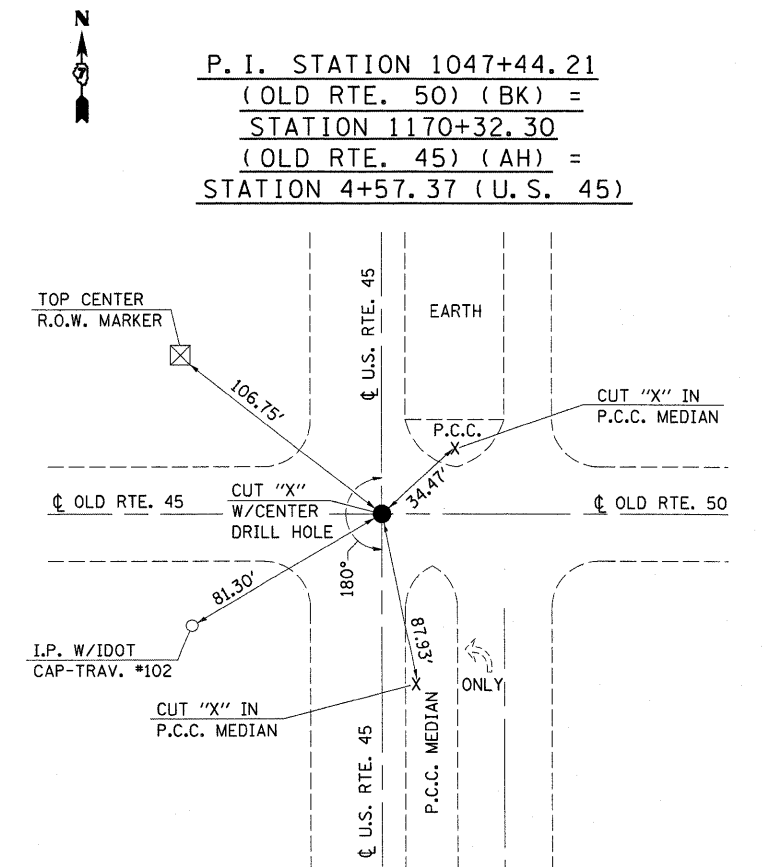 N
P.I. STATION 1047+44.21
(OLD RTE. 50) (BK) =
STATION 1170+32.30
(OLD RTE. 45) (AH) =
STATION 4+57.37 (U.S. 45)
TOP CENTER
R.O.W. MARKER
℄ U.S. RTE. 45
EARTH
106.75'
CUT "X" IN
P.C.C. MEDIAN
P.C.C.
X
34.47'
℄ OLD RTE. 45
CUT "X"
W/CENTER
DRILL HOLE
℄ OLD RTE. 50
180°
81.30'
I.P. W/IDOT
CAP-TRAV. #102
87.93'
X
ONLY
CUT "X" IN
P.C.C. MEDIAN
℄ U.S. RTE. 45
P.C.C. MEDIAN